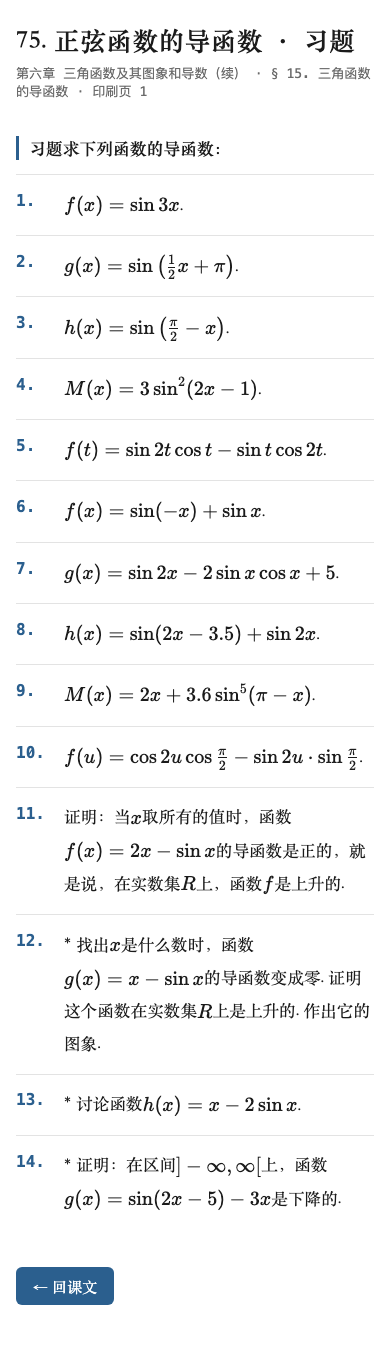 75. 正弦函数的导函数 · 习题
第六章 三角函数及其图象和导数（续） · § 15. 三角函数
的导函数 · 印刷页 1
习题求下列函数的导函数：
1. f(x) = sin 3x.
2. g(x) = sin (1/2 x + π).
3. h(x) = sin (π/2 − x).
4. M(x) = 3 sin²(2x − 1).
5. f(t) = sin 2t cos t − sin t cos 2t.
6. f(x) = sin(−x) + sin x.
7. g(x) = sin 2x − 2 sin x cos x + 5.
8. h(x) = sin(2x − 3.5) + sin 2x.
9. M(x) = 2x + 3.6 sin⁵(π − x).
10. f(u) = cos 2u cos π/2 − sin 2u · sin π/2.
11. 证明：当x取所有的值时，函数
f(x) = 2x − sin x的导函数是正的，就
是说，在实数集R上，函数f是上升的.
12. * 找出x是什么数时，函数
g(x) = x − sin x的导函数变成零. 证明
这个函数在实数集R上是上升的. 作出它的
图象.
13. * 讨论函数h(x) = x − 2 sin x.
14. * 证明：在区间] − ∞, ∞[上，函数
g(x) = sin(2x − 5) − 3x是下降的.
← 回课文